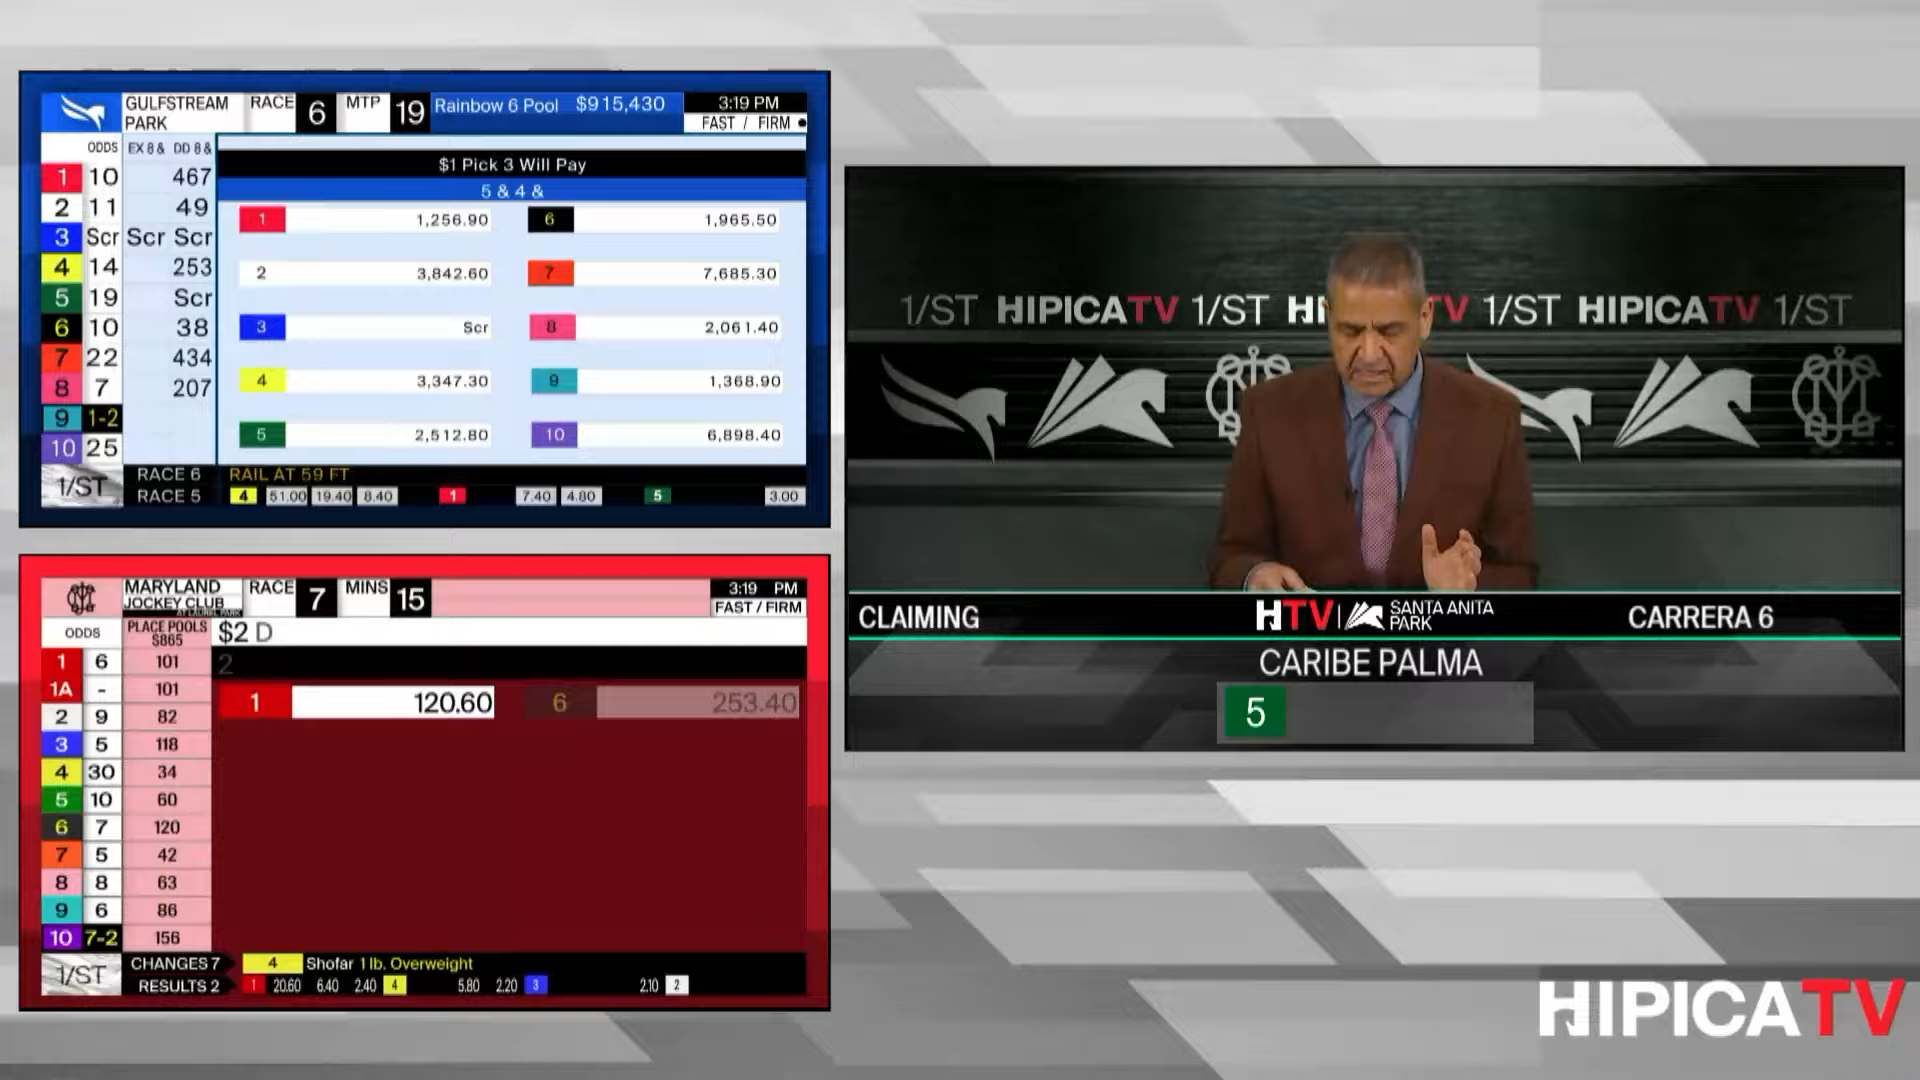 GULFSTREAM PARK RACE 6 MTP 19 Rainbow 6 Pool $915,430 3:19 PM
FAST / FIRM
ODDS EX 8 & DD 8 &
$1 Pick 3 Will Pay
5 & 4 &
1 10 467
2 11 49
3 Scr Scr Scr
4 14 253
5 19 Scr
6 10 38
7 22 434
8 7 207
9 1-2
10 25
1 1,256.90 6 1,965.50
2 3,842.60 7 7,685.30
3 Scr 8 2,061.40
4 3,347.30 9 1,368.90
5 2,512.80 10 6,898.40
1/ST
RACE 6 RAIL AT 59 FT
RACE 5 4 51.00 19.40 8.40 1 7.40 4.80 5 3.00
MARYLAND JOCKEY CLUB AT LAUREL PARK RACE 7 MINS 15 3:19 PM
FAST / FIRM
ODDS PLACE POOLS $865 $2 D
2
1 6 101
1A - 101
2 9 82
3 5 118
4 30 34
5 10 60
6 7 120
7 5 42
8 8 63
9 6 86
10 7-2 156
1 120.60 6 253.40
1/ST
CHANGES 7 4 Shofar 1 lb. Overweight
RESULTS 2 1 20.60 6.40 2.40 4 5.80 2.20 3 2.10 2
1/ST HIPICATV 1/ST HI TV 1/ST HIPICATV 1/ST
CLAIMING HTV SANTA ANITA PARK CARRERA 6
CARIBE PALMA
5
HIPICATV